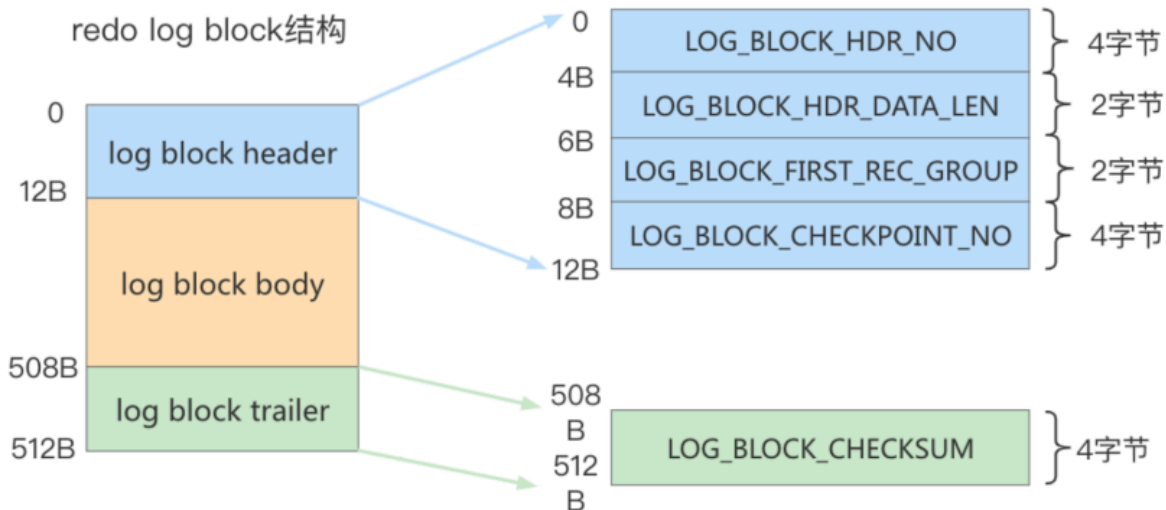 redo log block结构
0
log block header
12B
log block body
508B
log block trailer
512B
0
LOG_BLOCK_HDR_NO
4字节
4B
LOG_BLOCK_HDR_DATA_LEN
2字节
6B
LOG_BLOCK_FIRST_REC_GROUP
2字节
8B
LOG_BLOCK_CHECKPOINT_NO
4字节
12B
508
B
LOG_BLOCK_CHECKSUM
4字节
512
B